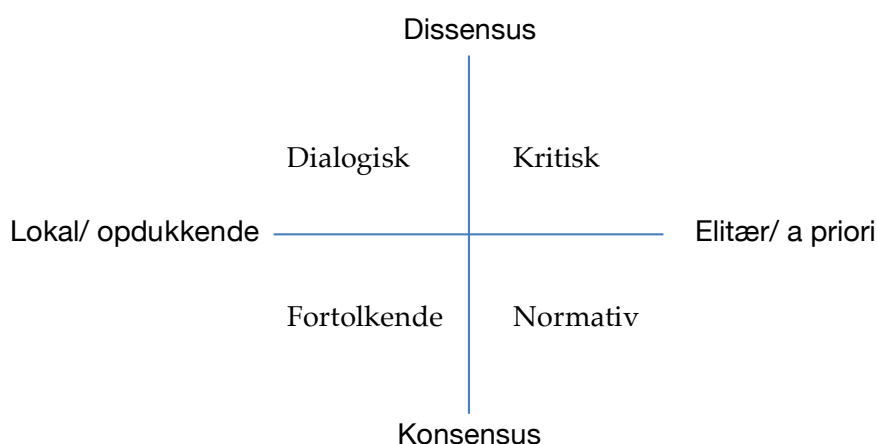 Dissensus
Dialogisk
Kritisk
Lokal/ opdukkende
Elitær/ a priori
Fortolkende
Normativ
Konsensus